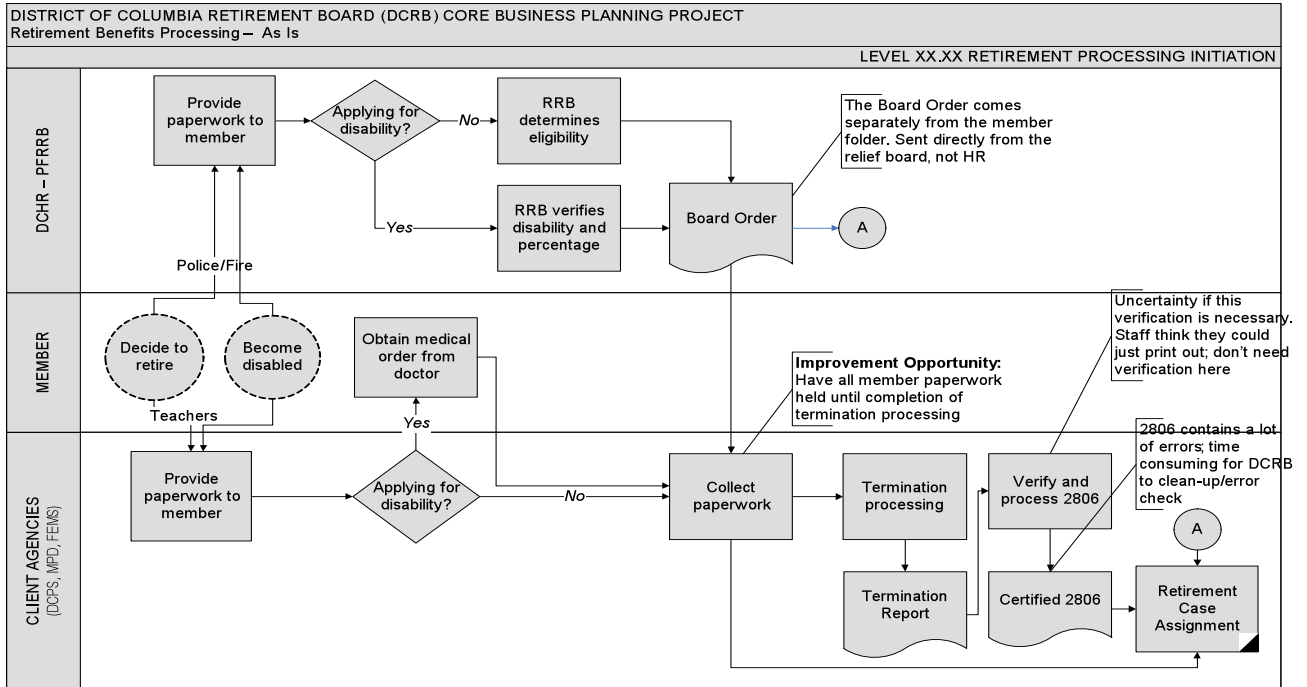 DISTRICT OF COLUMBIA RETIREMENT BOARD (DCRB) CORE BUSINESS PLANNING PROJECT
Retirement Benefits Processing – As Is
LEVEL XX.XX RETIREMENT PROCESSING INITIATION
DCHR – PFRRB
Provide
paperwork to
member
Applying for
disability?
No
RRB
determines
eligibility
The Board Order comes
separately from the member
folder. Sent directly from the
relief board, not HR
Yes
RRB verifies
disability and
percentage
Board Order
A
Police/Fire
MEMBER
Decide to
retire
Become
disabled
Obtain medical
order from
doctor
Improvement Opportunity:
Have all member paperwork
held until completion of
termination processing
Uncertainty if this
verification is necessary.
Staff think they could
just print out; don't need
verification here
Teachers
Yes
CLIENT AGENCIES
(DCPS, MPD, FEMS)
Provide
paperwork to
member
Applying for
disability?
No
Collect
paperwork
Termination
processing
Verify and
process 2806
2806 contains a lot
of errors; time
consuming for DCRB
to clean-up/error
check
A
Termination
Report
Certified 2806
Retirement
Case
Assignment